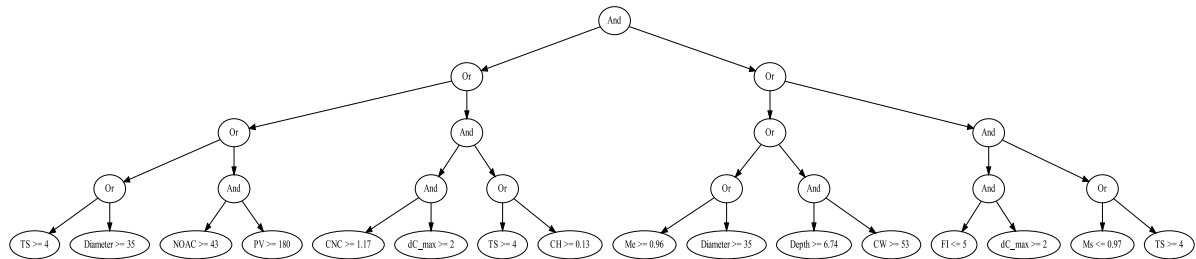 And
Or Or
Or And Or And
Or And And Or Or And And Or
TS >= 4 Diameter >= 35 NOAC >= 43 PV >= 180 CNC >= 1.17 dC_max >= 2 TS >= 4 CH >= 0.13 Me >= 0.96 Diameter >= 35 Depth >= 6.74 CW >= 53 FI <= 5 dC_max >= 2 Ms <= 0.97 TS >= 4